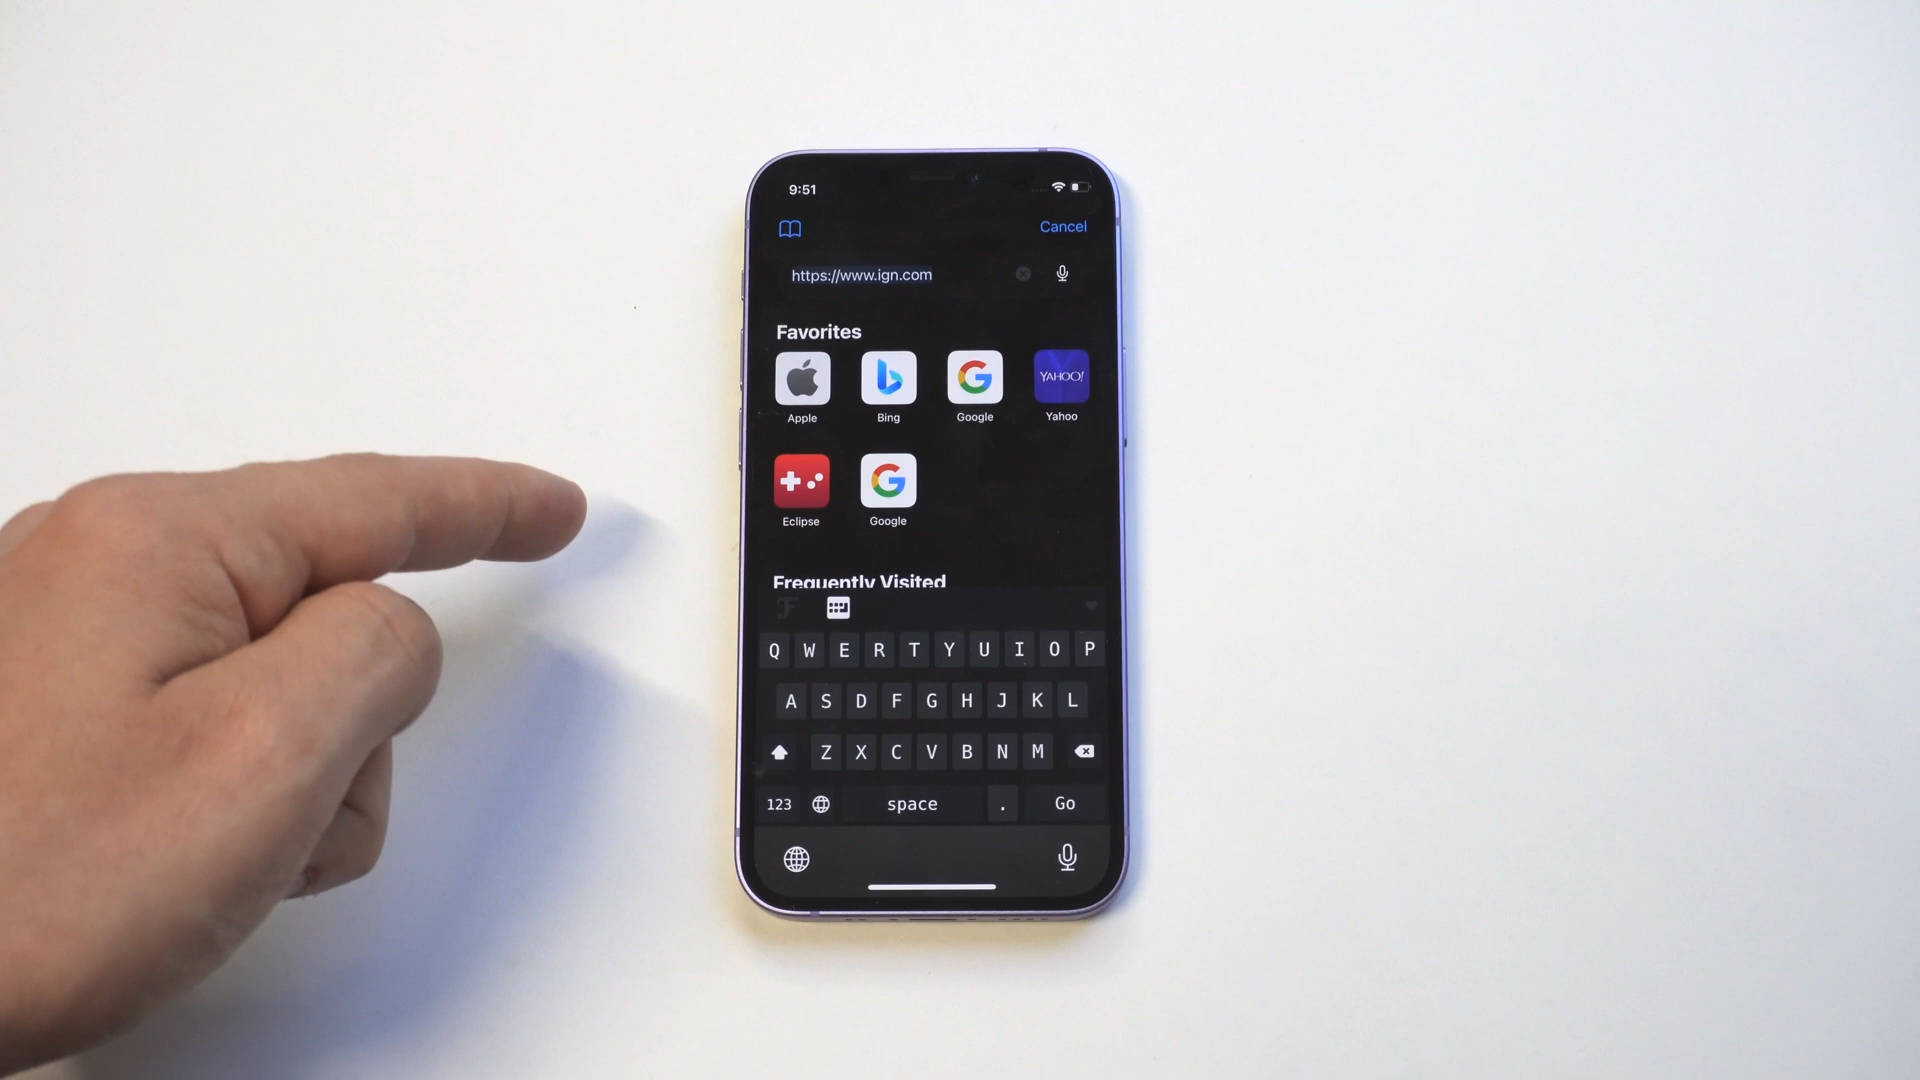 9:51
Cancel
https://www.ign.com
Favorites
YAHOO!
Apple Bing Google Yahoo
Eclipse Google
Frequently Visited
Q W E R T Y U I O P
A S D F G H J K L
Z X C V B N M
123 space . Go